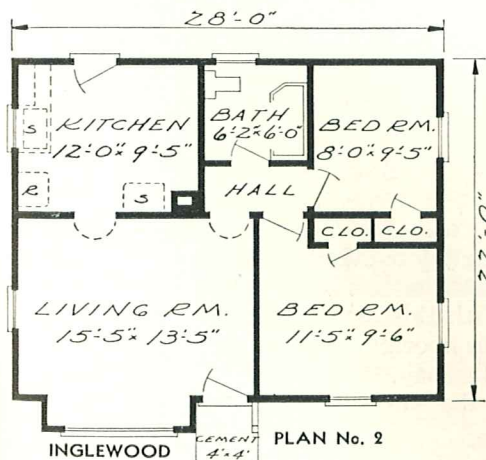 28'-0"
KITCHEN
12'-0" x 9'-5"
S
R
S
BATH
6'-2" x 6'-0"
BED RM.
8'-0" x 9'-5"
HALL
CLO.
CLO.
LIVING RM.
15'-5" x 13'-5"
BED RM.
11'-5" x 9'-6"
INGLEWOOD
CEMENT
4' x 4'
PLAN No. 2